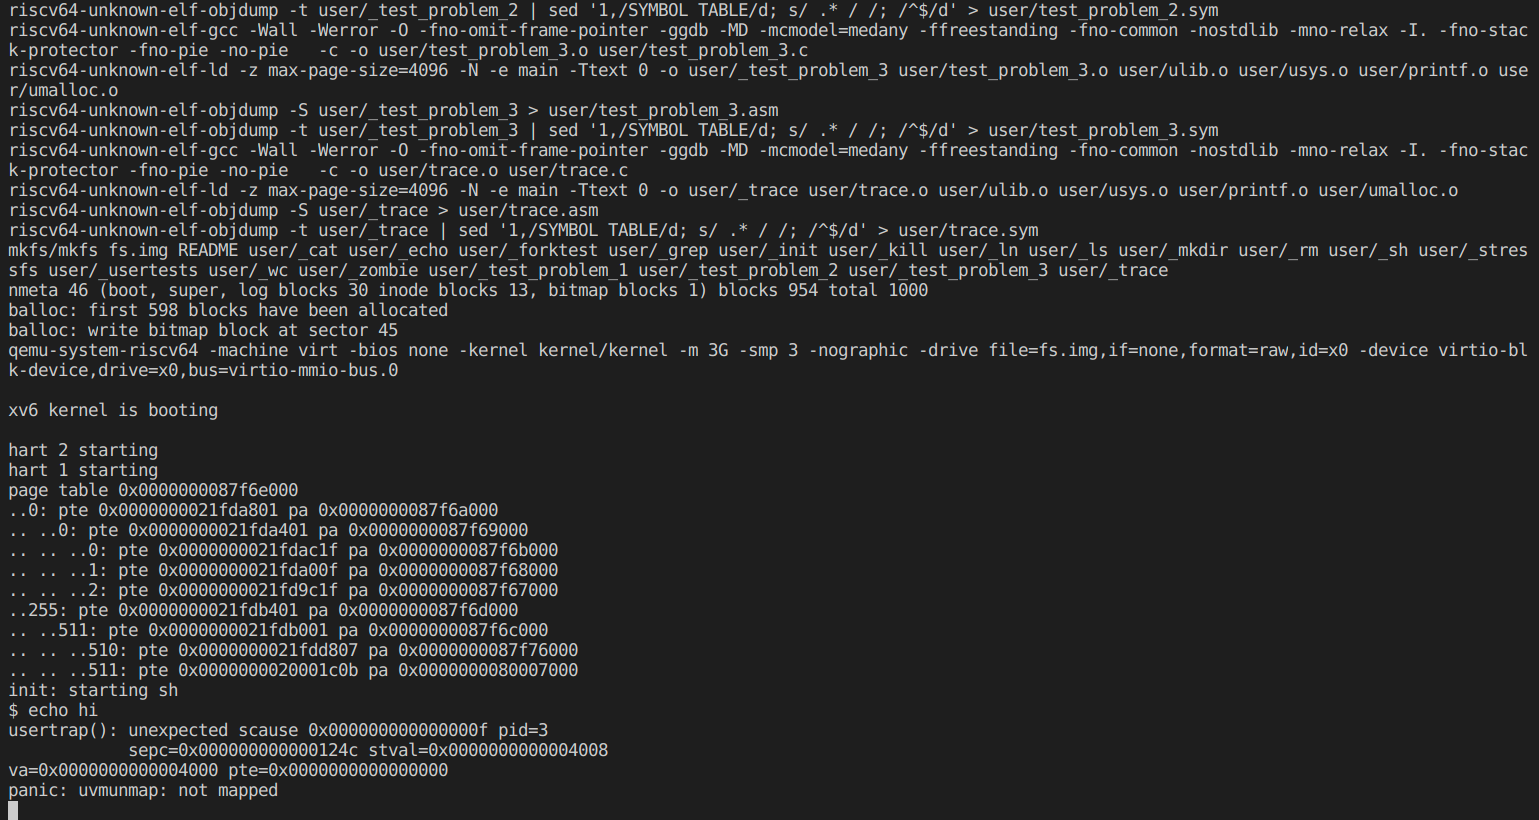 riscv64-unknown-elf-objdump -t user/_test_problem_2 | sed '1,/SYMBOL TABLE/d; s/ .* / /; /^$/d' > user/test_problem_2.sym
riscv64-unknown-elf-gcc -Wall -Werror -O -fno-omit-frame-pointer -ggdb -MD -mcmodel=medany -ffreestanding -fno-common -nostdlib -mno-relax -I. -fno-stac
k-protector -fno-pie -no-pie   -c -o user/test_problem_3.o user/test_problem_3.c
riscv64-unknown-elf-ld -z max-page-size=4096 -N -e main -Ttext 0 -o user/_test_problem_3 user/test_problem_3.o user/ulib.o user/usys.o user/printf.o use
r/umalloc.o
riscv64-unknown-elf-objdump -S user/_test_problem_3 > user/test_problem_3.asm
riscv64-unknown-elf-objdump -t user/_test_problem_3 | sed '1,/SYMBOL TABLE/d; s/ .* / /; /^$/d' > user/test_problem_3.sym
riscv64-unknown-elf-gcc -Wall -Werror -O -fno-omit-frame-pointer -ggdb -MD -mcmodel=medany -ffreestanding -fno-common -nostdlib -mno-relax -I. -fno-stac
k-protector -fno-pie -no-pie   -c -o user/trace.o user/trace.c
riscv64-unknown-elf-ld -z max-page-size=4096 -N -e main -Ttext 0 -o user/_trace user/trace.o user/ulib.o user/usys.o user/printf.o user/umalloc.o
riscv64-unknown-elf-objdump -S user/_trace > user/trace.asm
riscv64-unknown-elf-objdump -t user/_trace | sed '1,/SYMBOL TABLE/d; s/ .* / /; /^$/d' > user/trace.sym
mkfs/mkfs fs.img README user/_cat user/_echo user/_forktest user/_grep user/_init user/_kill user/_ln user/_ls user/_mkdir user/_rm user/_sh user/_stres
sfs user/_usertests user/_wc user/_zombie user/_test_problem_1 user/_test_problem_2 user/_test_problem_3 user/_trace
nmeta 46 (boot, super, log blocks 30 inode blocks 13, bitmap blocks 1) blocks 954 total 1000
balloc: first 598 blocks have been allocated
balloc: write bitmap block at sector 45
qemu-system-riscv64 -machine virt -bios none -kernel kernel/kernel -m 3G -smp 3 -nographic -drive file=fs.img,if=none,format=raw,id=x0 -device virtio-bl
k-device,drive=x0,bus=virtio-mmio-bus.0
xv6 kernel is booting
hart 2 starting
hart 1 starting
page table 0x0000000087f6e000
..0: pte 0x0000000021fda801 pa 0x0000000087f6a000
.. ..0: pte 0x0000000021fda401 pa 0x0000000087f69000
.. .. ..0: pte 0x0000000021fdac1f pa 0x0000000087f6b000
.. .. ..1: pte 0x0000000021fda00f pa 0x0000000087f68000
.. .. ..2: pte 0x0000000021fd9c1f pa 0x0000000087f67000
..255: pte 0x0000000021fdb401 pa 0x0000000087f6d000
.. ..511: pte 0x0000000021fdb001 pa 0x0000000087f6c000
.. .. ..510: pte 0x0000000021fdd807 pa 0x0000000087f76000
.. .. ..511: pte 0x0000000020001c0b pa 0x0000000080007000
init: starting sh
$ echo hi
usertrap(): unexpected scause 0x000000000000000f pid=3
            sepc=0x000000000000124c stval=0x0000000000004008
va=0x0000000000004000 pte=0x0000000000000000
panic: uvmunmap: not mapped